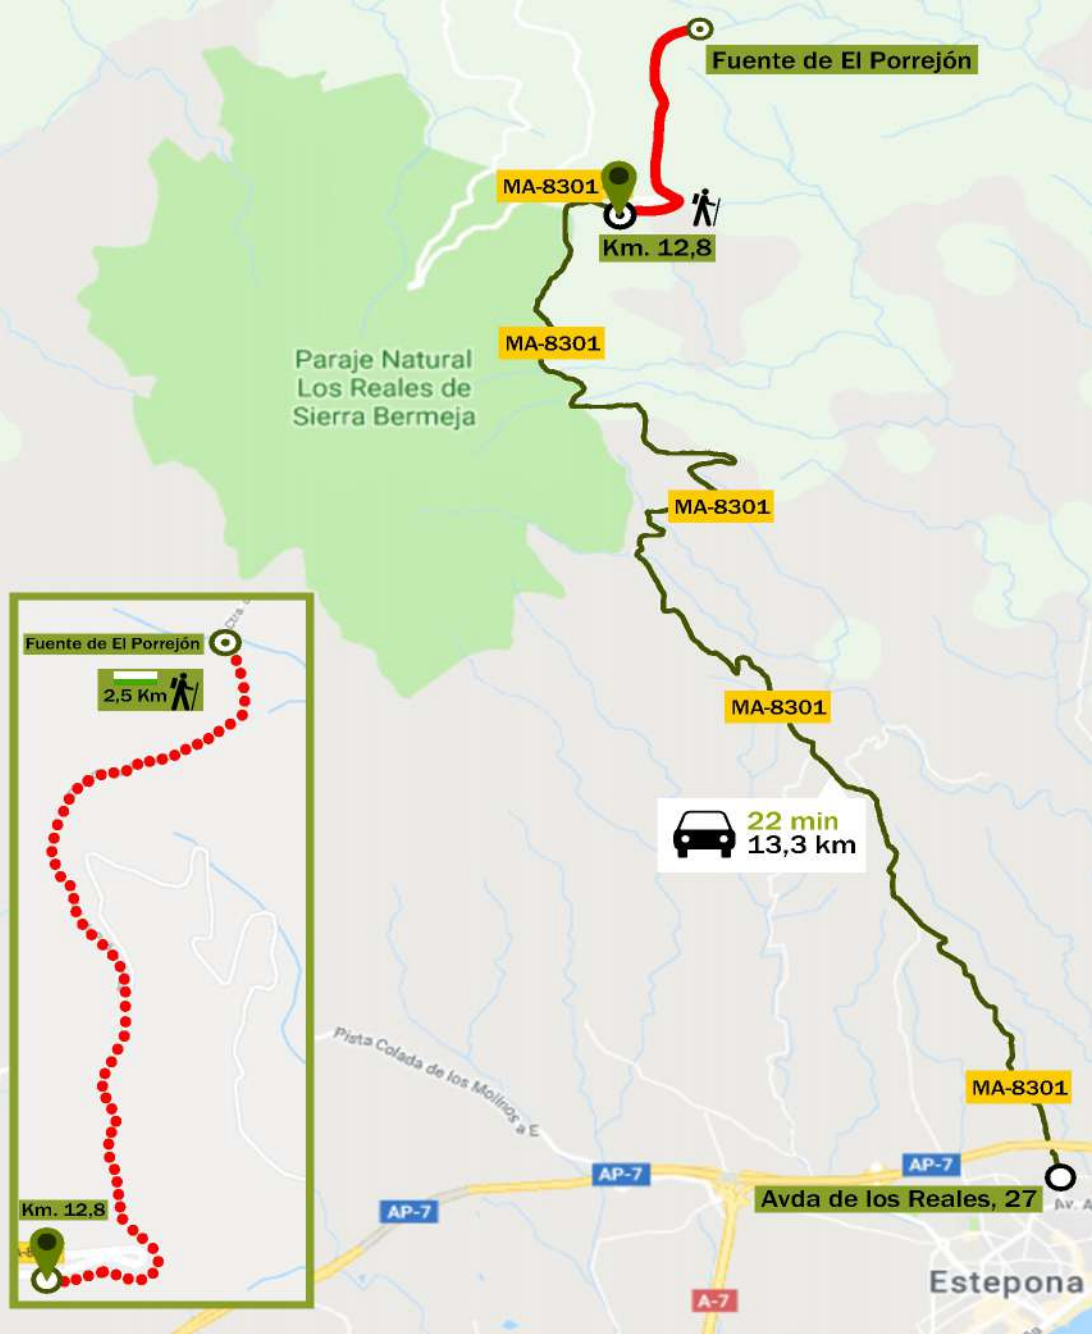 Fuente de El Porrejón
MA-8301
Km. 12,8
MA-8301
Paraje Natural
Los Reales de
Sierra Bermeja
MA-8301
Fuente de El Porrejón
2,5 Km
MA-8301
22 min
13,3 km
Pista Colada de los Molinos a E
MA-8301
AP-7
AP-7
Avda de los Reales, 27
Av. A
Km. 12,8
AP-7
Estepona
A-7